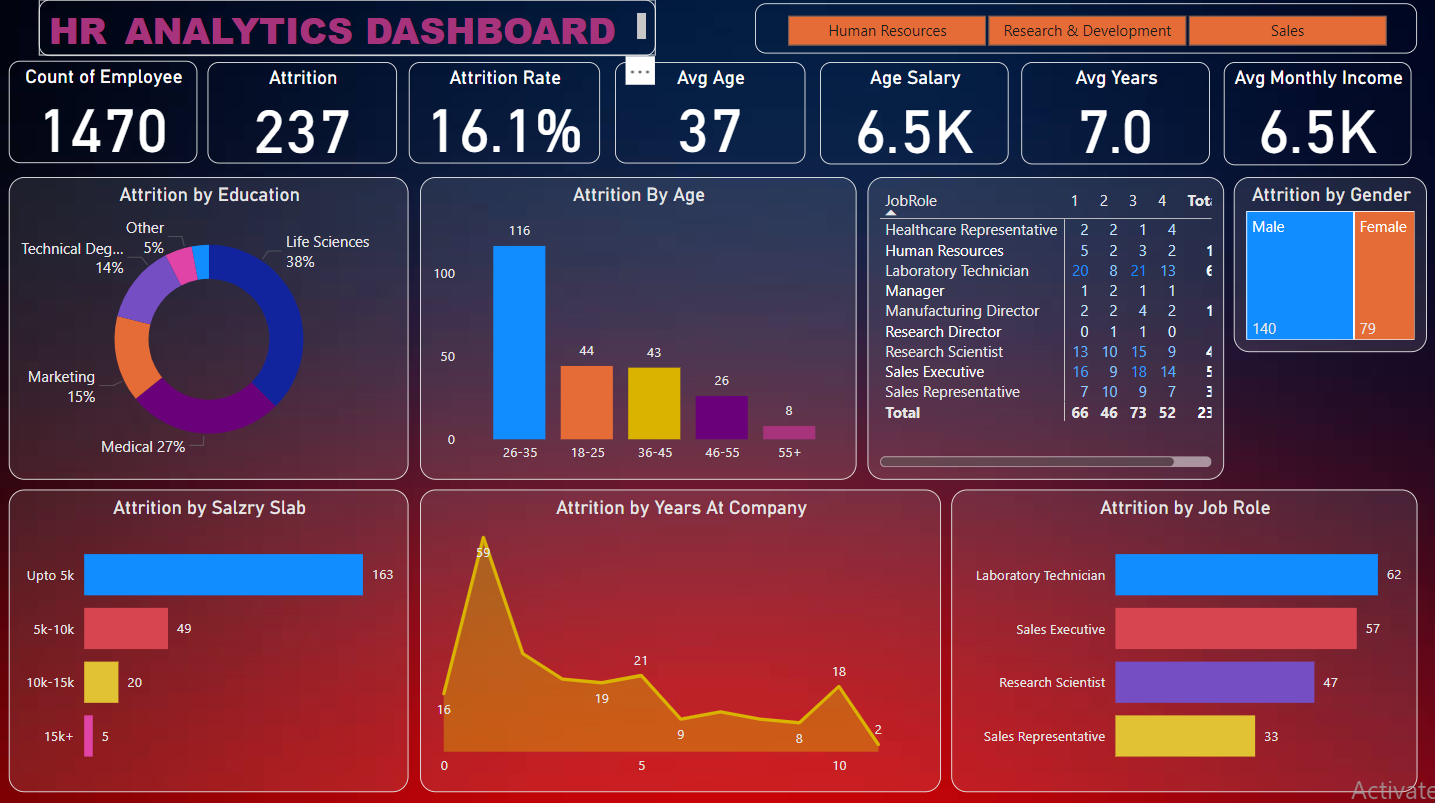 HR ANALYTICS DASHBOARD
Human Resources
Research & Development
Sales
Count of Employee
1470
Attrition
237
Attrition Rate
16.1%
Avg Age
37
Age Salary
6.5K
Avg Years
7.0
Avg Monthly Income
6.5K
Attrition by Education
Other
5%
Technical Deg...
14%
Life Sciences
38%
Marketing
15%
Medical 27%
Attrition By Age
116
100
50
44
43
26
8
0
26-35 18-25 36-45 46-55 55+
JobRole 1 2 3 4 Tota
Healthcare Representative 2 2 1 4
Human Resources 5 2 3 2 1
Laboratory Technician 20 8 21 13 6
Manager 1 2 1 1
Manufacturing Director 2 2 4 2 1
Research Director 0 1 1 0
Research Scientist 13 10 15 9 4
Sales Executive 16 9 18 14 5
Sales Representative 7 10 9 7 3
Total 66 46 73 52 23
Attrition by Gender
Male Female
140 79
Attrition by Salzry Slab
Upto 5k 163
5k-10k 49
10k-15k 20
15k+ 5
Attrition by Years At Company
59
16
19
21
9
8
18
2
0 5 10
Attrition by Job Role
Laboratory Technician 62
Sales Executive 57
Research Scientist 47
Sales Representative 33
Activate